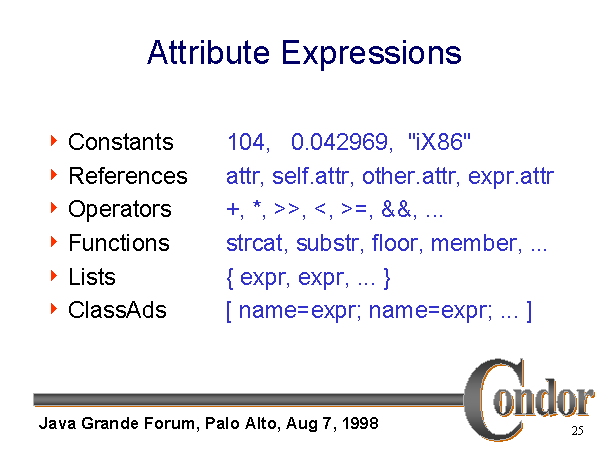 Attribute Expressions
Constants 104, 0.042969, "iX86"
References attr, self.attr, other.attr, expr.attr
Operators +, *, >>, <, >=, &&, ...
Functions strcat, substr, floor, member, ...
Lists { expr, expr, ... }
ClassAds [ name=expr; name=expr; ... ]
Condor
Java Grande Forum, Palo Alto, Aug 7, 1998
25